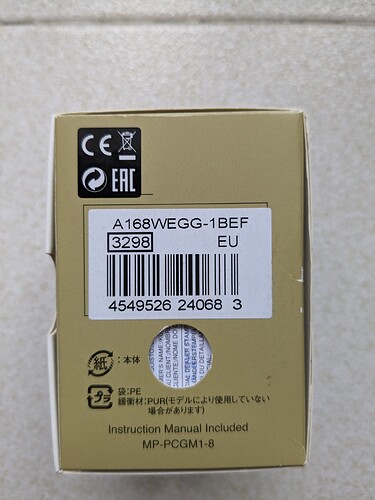 CE
EAC
A168WEGG-1BEF
3298 EU
4549526 24068 3
紙 :本体
プラ 袋:PE
緩衝材:PUR(モデルにより使用していない
場合があります)
Instruction Manual Included
MP-PCGM1-8